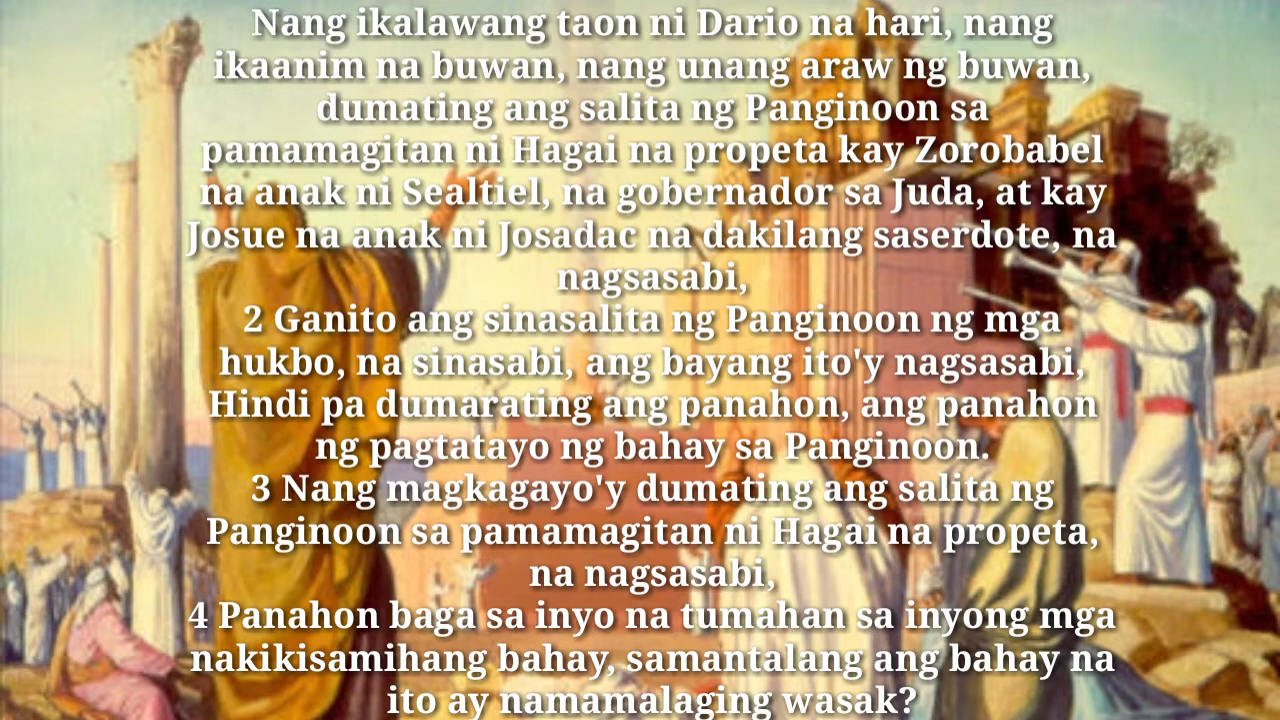 Nang ikalawang taon ni Dario na hari, nang
ikaanim na buwan, nang unang araw ng buwan,
dumating ang salita ng Panginoon sa
pamamagitan ni Hagai na propeta kay Zorobabel
na anak ni Sealtiel, na gobernador sa Juda, at kay
Josue na anak ni Josadac na dakilang saserdote, na
nagsasabi,
2 Ganito ang sinasalita ng Panginoon ng mga
hukbo, na sinasabi, ang bayang ito'y nagsasabi,
Hindi pa dumarating ang panahon, ang panahon
ng pagtatayo ng bahay sa Panginoon.
3 Nang magkagayo'y dumating ang salita ng
Panginoon sa pamamagitan ni Hagai na propeta,
na nagsasabi,
4 Panahon baga sa inyo na tumahan sa inyong mga
nakikisamihang bahay, samantalang ang bahay na
ito ay namamalaging wasak?